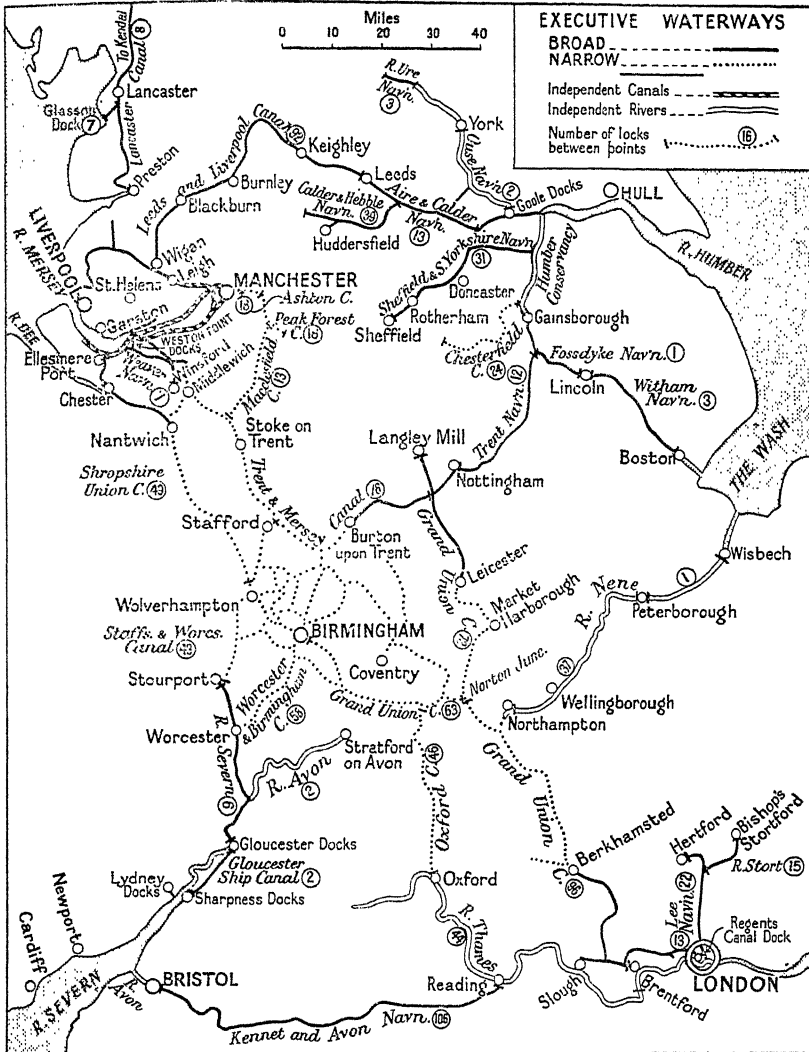 Miles
0 10 20 30 40
EXECUTIVE WATERWAYS
BROAD
NARROW
Independent Canals
Independent Rivers
Number of locks
between points
16
To Kendal
Canal 8
Lancaster
Glasson
Dock 7
Lancaster
Preston
R. Ure
Navn.
3
York
Ouse Navn. 2
Goole Docks
HULL
R. HUMBER
Humber
Conservancy
Leeds and Liverpool
Canal 92
Keighley
Leeds
Burnley
Blackburn
Aire & Calder
Navn.
13
Calder & Hebble
Navn. 39
Huddersfield
Sheffield & S. Yorkshire Navn.
31
Doncaster
Rotherham
Sheffield
Gainsborough
Chesterfield
C. 24
Fossdyke Nav'n. 1
Lincoln
Witham
Nav'n. 3
Boston
THE WASH
LIVERPOOL
R. MERSEY
R. DEE
Wigan
Leigh
St. Helens
MANCHESTER
18
Ashton C.
Peak Forest
C. 16
Garston
WESTON POINT
DOCKS
Ellesmere
Port
Weaver
Navn.
1
Winsford
Middlewich
Macclesfield
C. 13
Chester
Nantwich
Stoke on
Trent
Shropshire
Union C. 49
Trent & Mersey
Canal 76
Langley Mill
Nottingham
Trent Navn. 12
Stafford
Burton
upon Trent
Grand
Union
Leicester
Market
Harborough
C.
Wisbech
1
Peterborough
R. Nene
37
Wellingborough
Northampton
Norton Junc.
Wolverhampton
Staffs. & Worcs.
Canal 43
BIRMINGHAM
Coventry
Stourport
Worcester
& Birmingham
C. 58
Grand Union
C. 63
Worcester
R. Severn
6
Stratford
on Avon
R. Avon
2
Oxford C. 46
Grand
Union
C.
Berkhamsted
Hertford
Bishop's
Stortford
R. Stort 15
Lee
Navn. 22
13
Regents
Canal Dock
LONDON
Brentford
Slough
Gloucester Docks
Gloucester
Ship Canal 2
Lydney
Docks
Sharpness Docks
Newport
Cardiff
R. SEVERN
R. Avon
BRISTOL
Kennet and Avon Navn. 106
Oxford
R. Thames
44
Reading